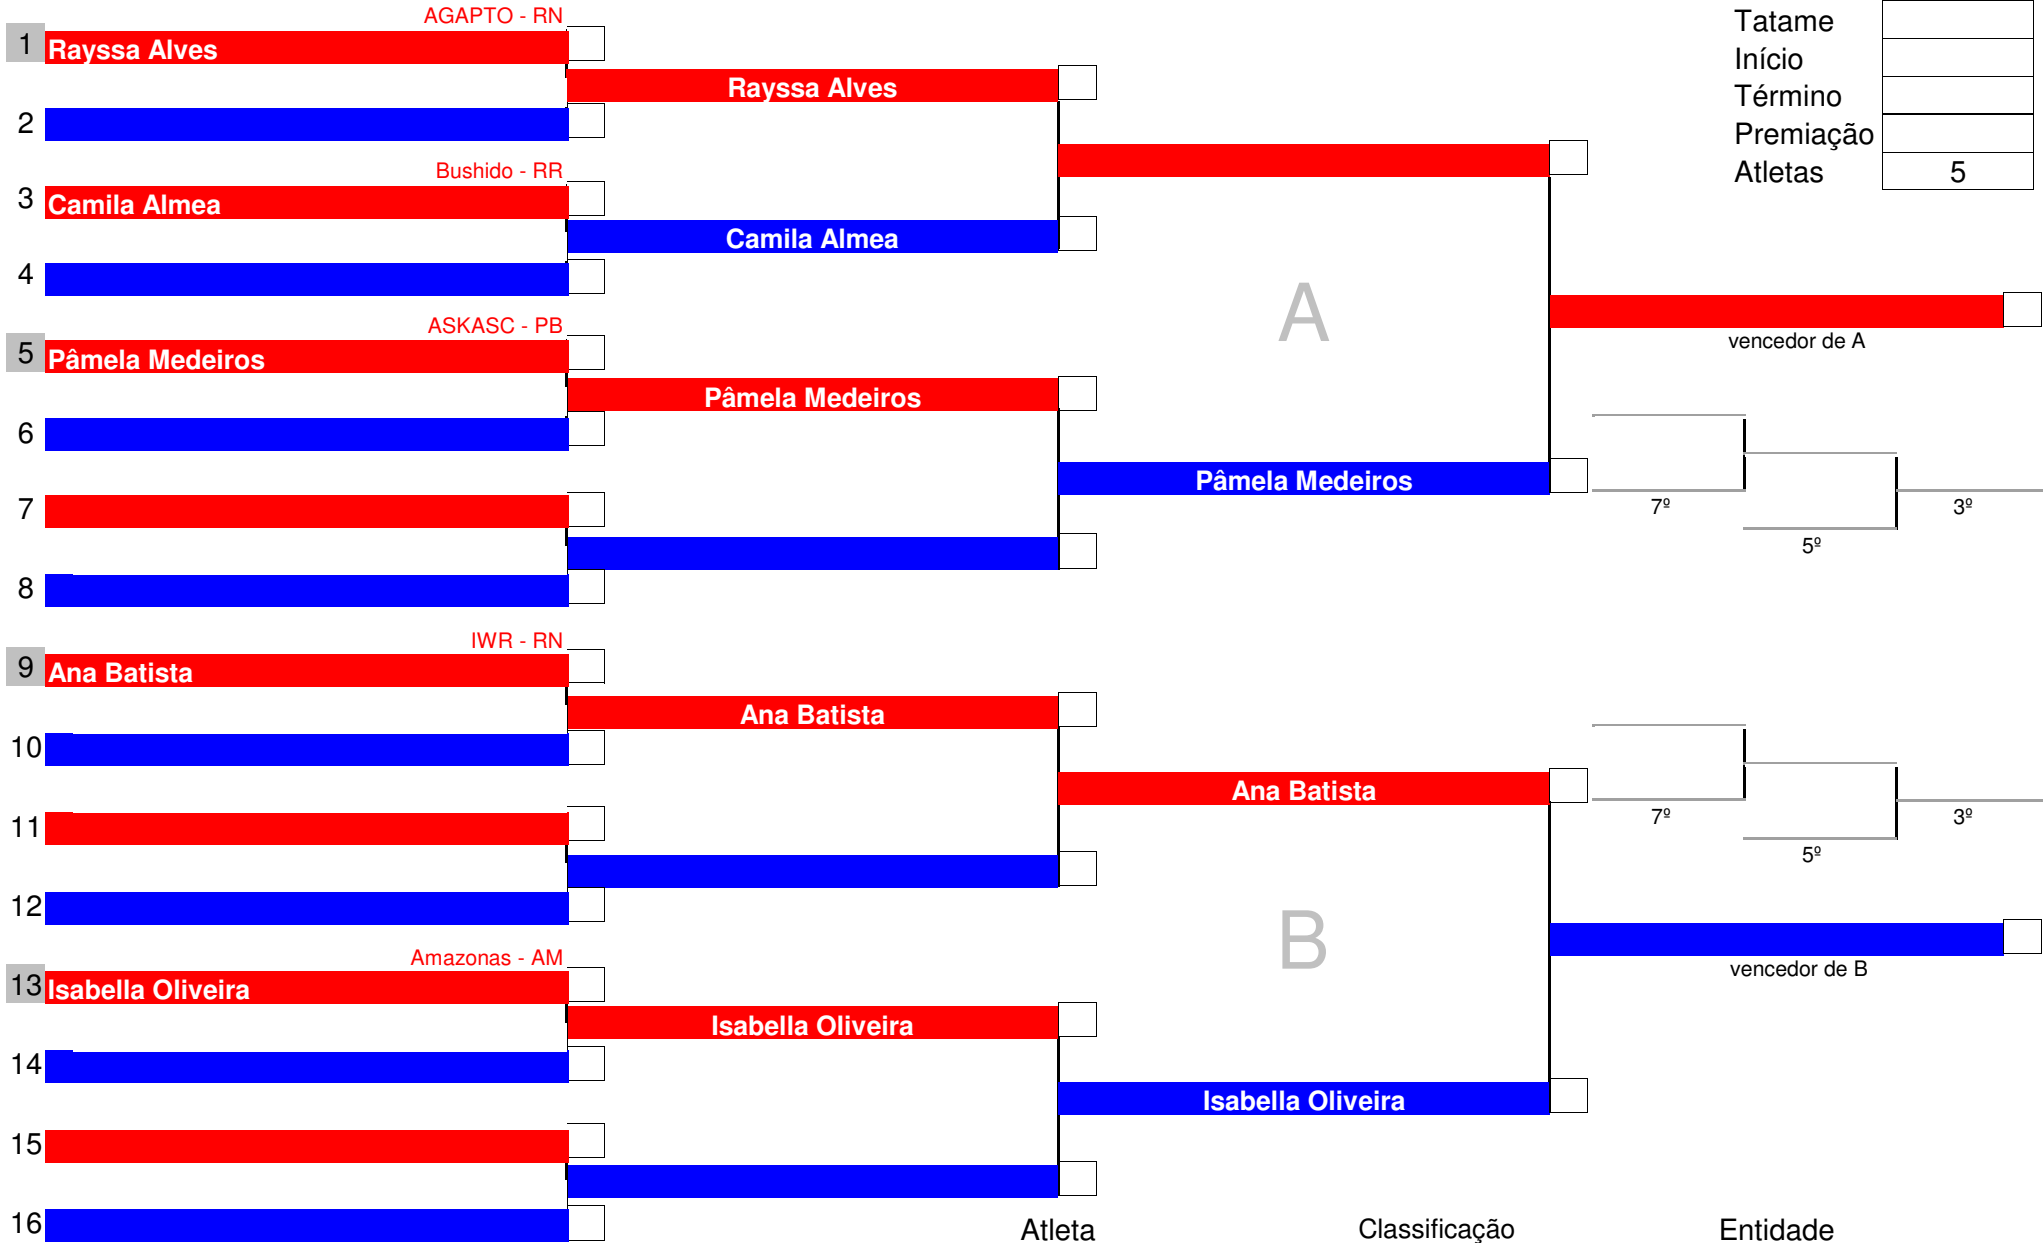 AGAPTO - RN
1 Rayssa Alves
Rayssa Alves
2
Bushido - RR
3 Camila Almea
Camila Almea
4
ASKASC - PB
5 Pâmela Medeiros
Pâmela Medeiros
6
Pâmela Medeiros
7
8
IWR - RN
9 Ana Batista
Ana Batista
10
Ana Batista
11
12
Amazonas - AM
13 Isabella Oliveira
Isabella Oliveira
14
Isabella Oliveira
15
16
A
B
Tatame
Início
Término
Premiação
Atletas 5
vencedor de A
7º
3º
5º
7º
3º
5º
vencedor de B
Atleta Classificação Entidade